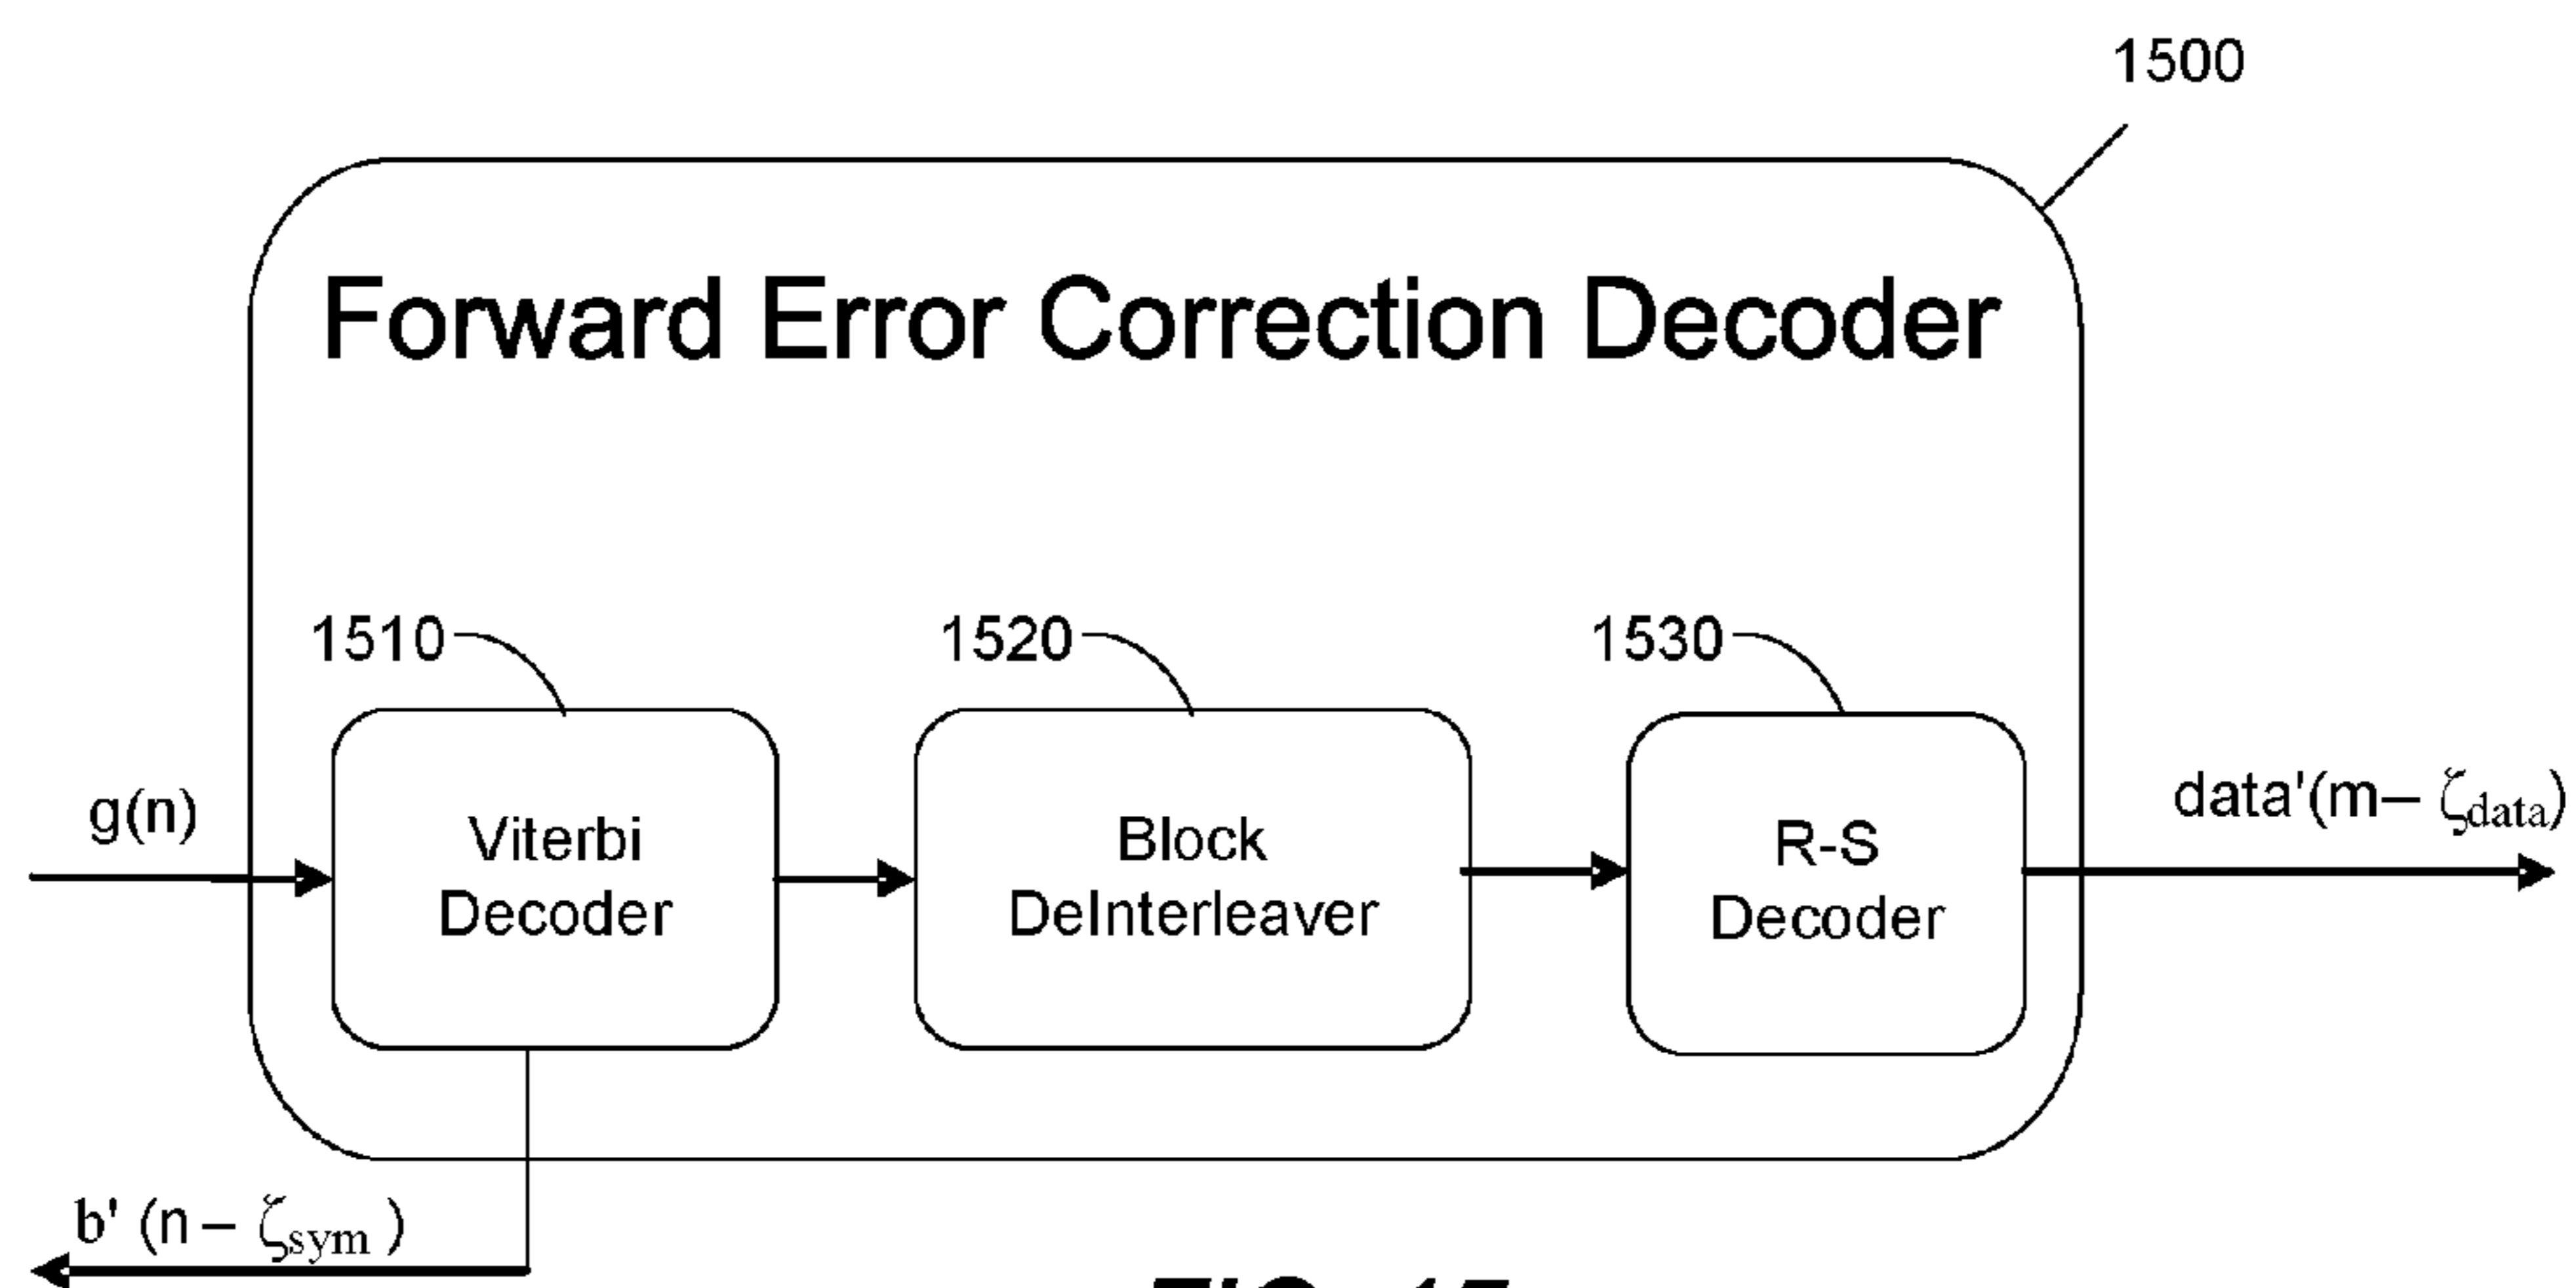 1500
Forward Error Correction Decoder
1510
1520
1530
g(n)
Viterbi
Decoder
Block
DeInterleaver
R-S
Decoder
data'(m– ζdata)
b' (n – ζsym )